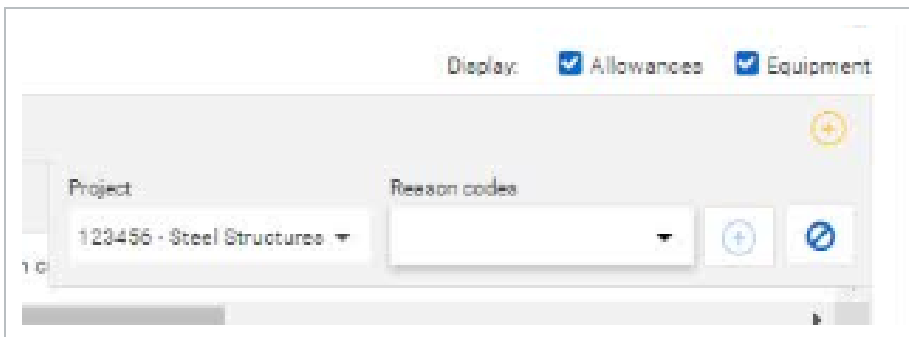 Display: Allowances Equipment
Project Reason codes
123456 - Steel Structures